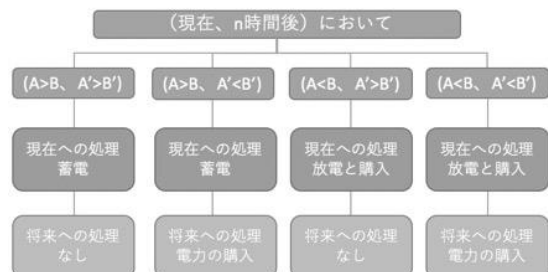 (現在、n時間後)において
(A>B、A’>B’)
(A>B、A’<B’)
(A<B、A’>B’)
(A<B、A’<B’)
現在への処理
蓄電
現在への処理
蓄電
現在への処理
放電と購入
現在への処理
放電と購入
将来への処理
なし
将来への処理
電力の購入
将来への処理
なし
将来への処理
電力の購入